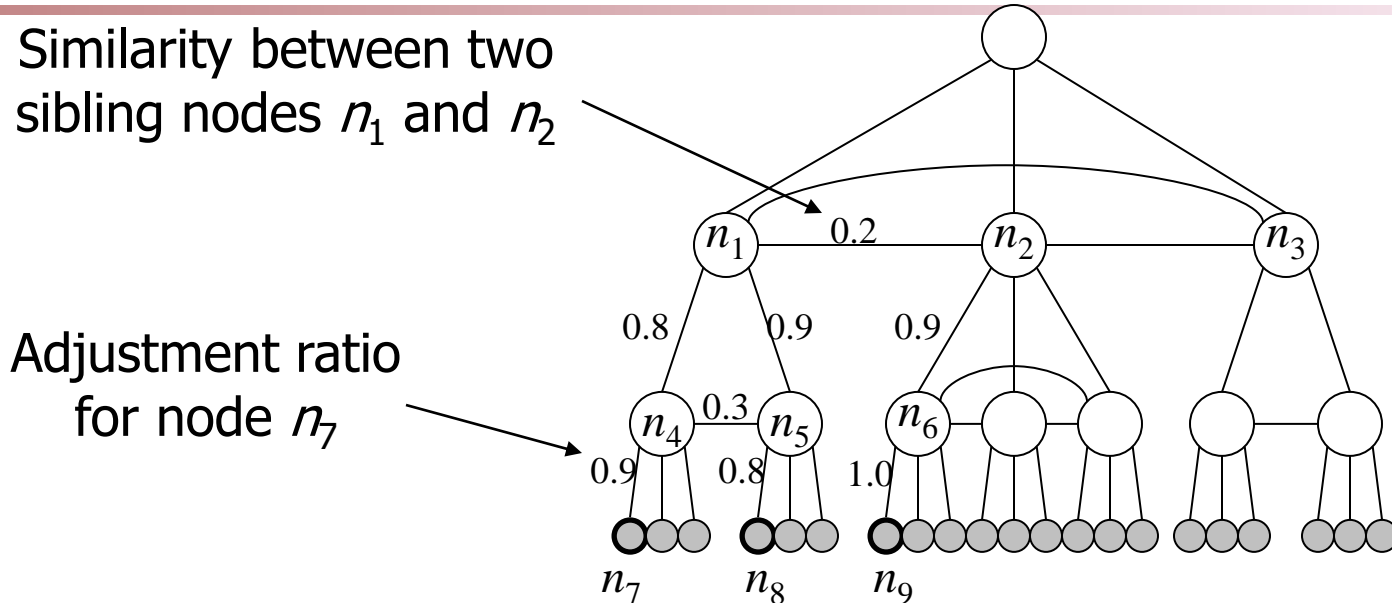 Similarity between two
sibling nodes n₁ and n₂
n₁ 0.2 n₂ n₃
0.8 0.9 0.9
Adjustment ratio
for node n₇
n₄ 0.3 n₅ n₆
0.9 0.8 1.0
n₇ n₈ n₉